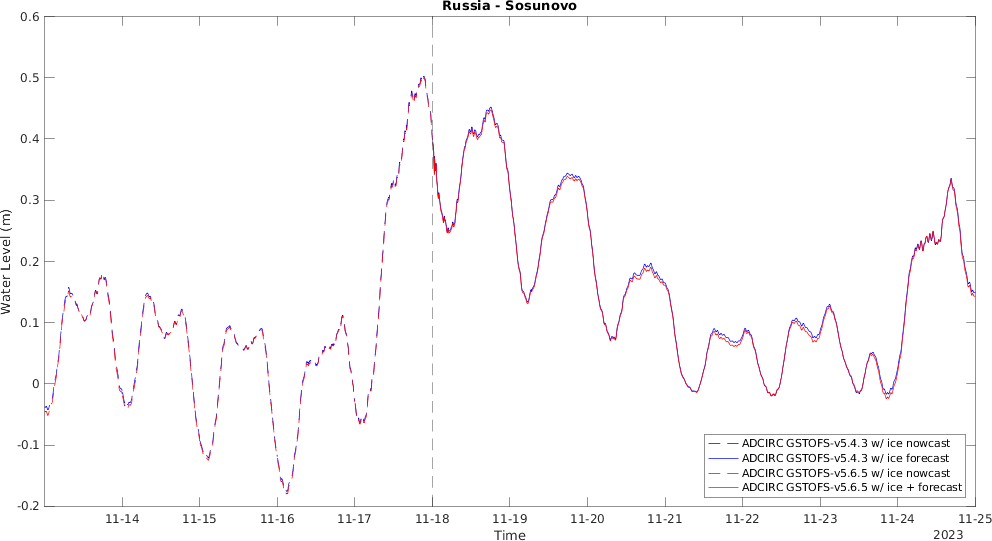 Russia - Sosunovo
Water Level (m)
0.6
0.5
0.4
0.3
0.2
0.1
0
-0.1
-0.2
11-14 11-15 11-16 11-17 11-18 11-19 11-20 11-21 11-22 11-23 11-24 11-25
Time
2023
ADCIRC GSTOFS-v5.4.3 w/ ice nowcast
ADCIRC GSTOFS-v5.4.3 w/ ice forecast
ADCIRC GSTOFS-v5.6.5 w/ ice nowcast
ADCIRC GSTOFS-v5.6.5 w/ ice + forecast